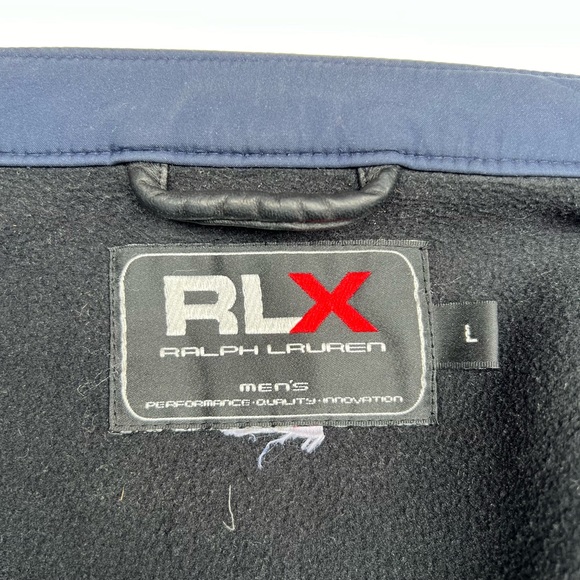 RLX
RALPH LAUREN
L
men's
PERFORMANCE·QUALITY·INNOVATION